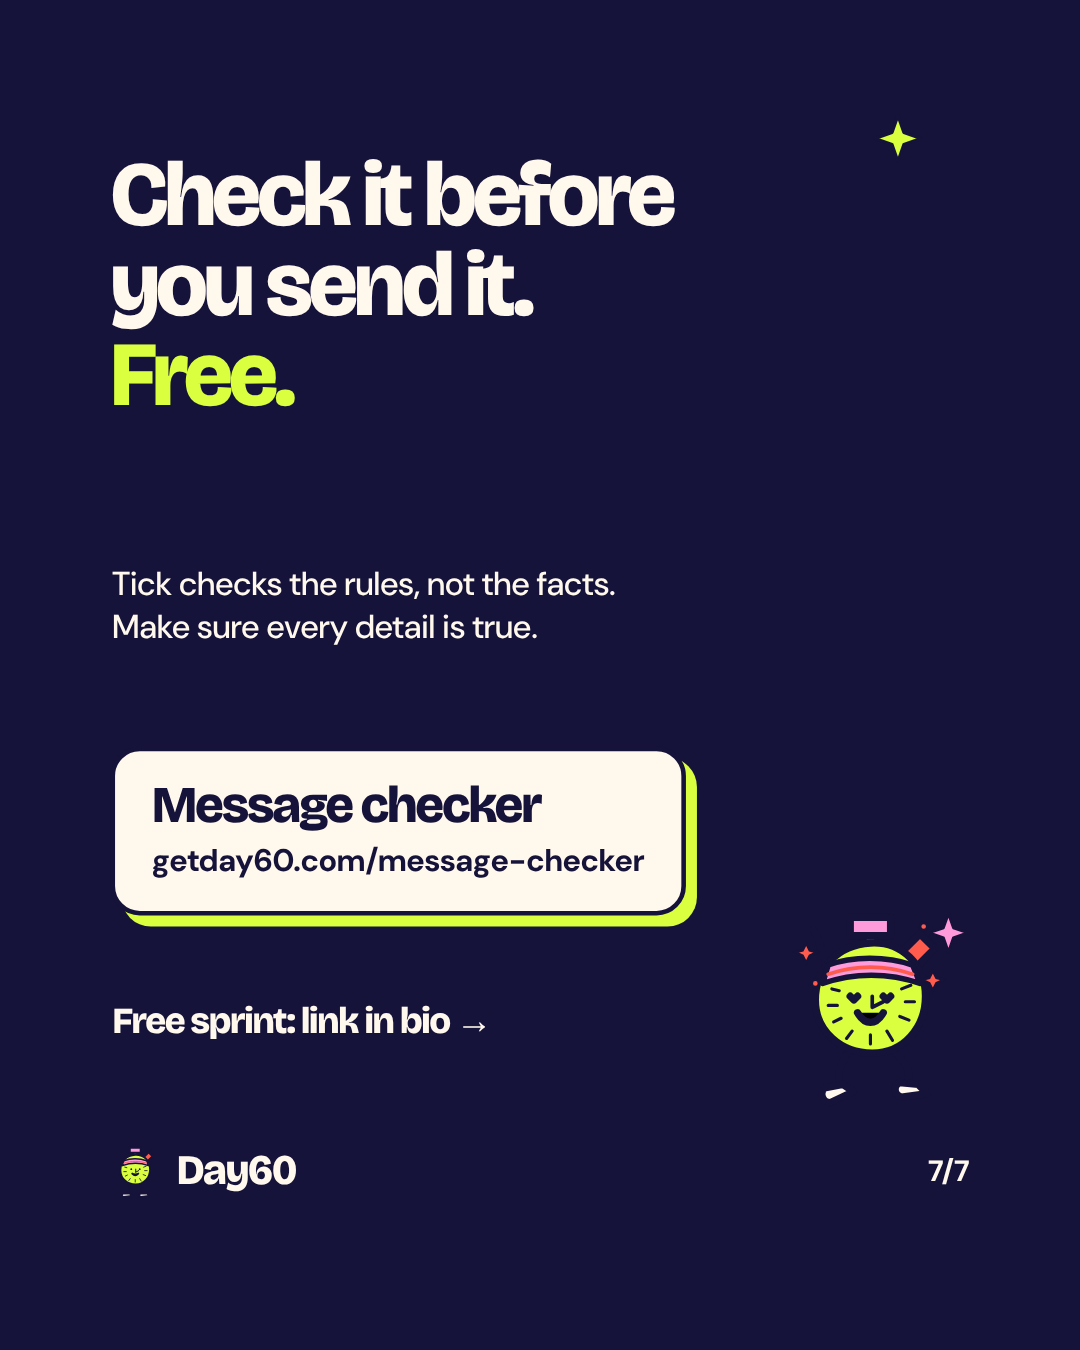 Check it before
you send it.
Free.
Tick checks the rules, not the facts.
Make sure every detail is true.
Message checker
getday60.com/message-checker
Free sprint: link in bio →
Day60
7/7